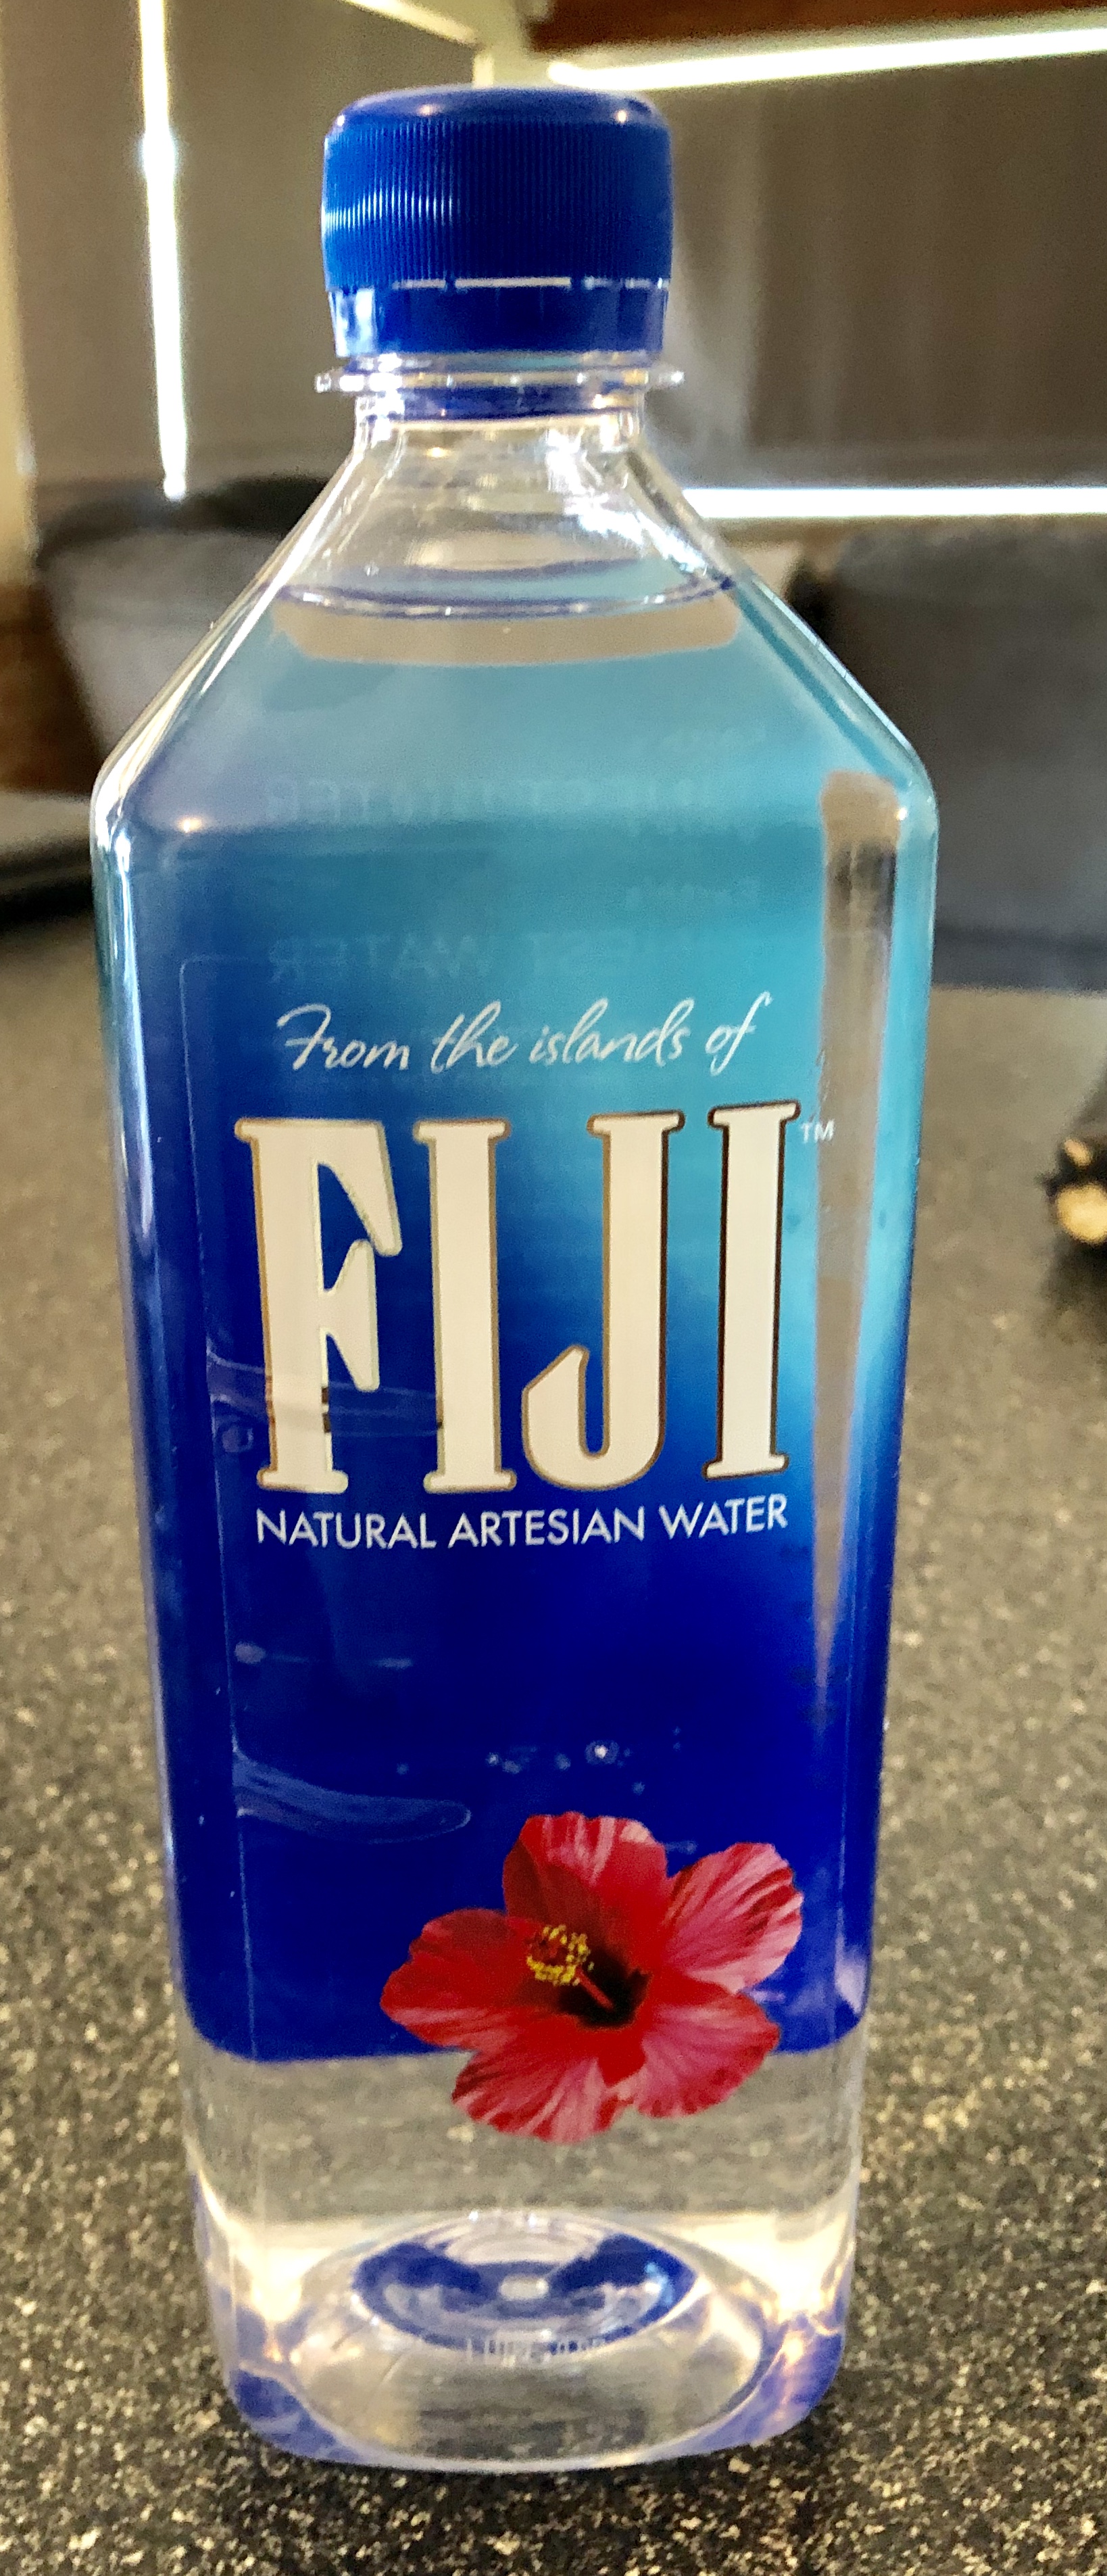 From the islands of
FIJI™
NATURAL ARTESIAN WATER